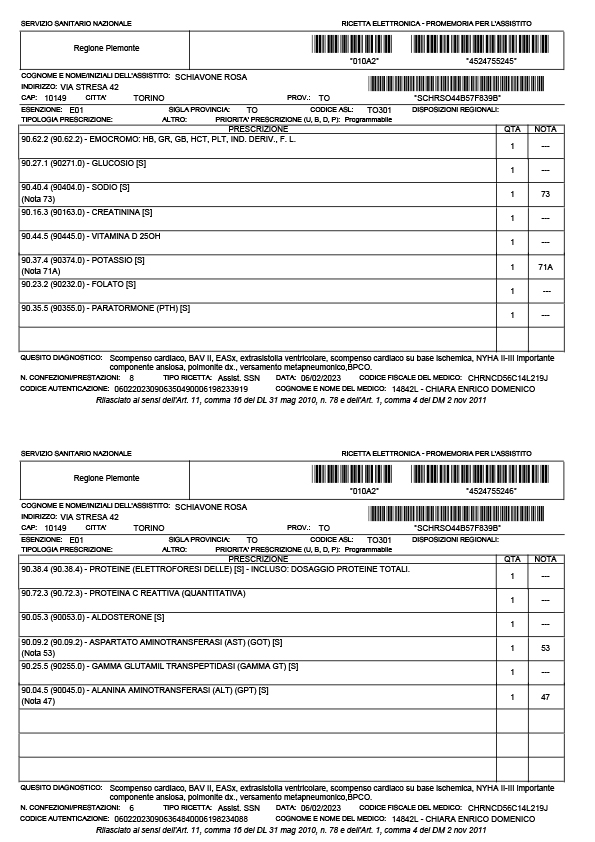 SERVIZIO SANITARIO NAZIONALE RICETTA ELETTRONICA - PROMEMORIA PER L'ASSISTITO
Regione Piemonte
*010A2* *4524755245*
COGNOME E NOME/INIZIALI DELL'ASSISTITO: SCHIAVONE ROSA
INDIRIZZO: VIA STRESA 42
CAP: 10149 CITTA' TORINO PROV.: TO *SCHRSO44B57F839B*
ESENZIONE: E01 SIGLA PROVINCIA: TO CODICE ASL: TO301 DISPOSIZIONI REGIONALI:
TIPOLOGIA PRESCRIZIONE: ALTRO: PRIORITA' PRESCRIZIONE (U, B, D, P): Programmabile
PRESCRIZIONE QTA NOTA
90.62.2 (90.62.2) - EMOCROMO: HB, GR, GB, HCT, PLT, IND. DERIV., F. L. 1 ---
90.27.1 (90271.0) - GLUCOSIO [S] 1 ---
90.40.4 (90404.0) - SODIO [S] 1 73
(Nota 73)
90.16.3 (90163.0) - CREATININA [S] 1 ---
90.44.5 (90445.0) - VITAMINA D 25OH 1 ---
90.37.4 (90374.0) - POTASSIO [S] 1 71A
(Nota 71A)
90.23.2 (90232.0) - FOLATO [S] 1 ---
90.35.5 (90355.0) - PARATORMONE (PTH) [S] 1 ---
QUESITO DIAGNOSTICO: Scompenso cardiaco, BAV II, EASx, extrasistolia ventricolare, scompenso cardiaco su base ischemica, NYHA II-III importante
componente ansiosa, polmonite dx., versamento metapneumonico,BPCO.
N. CONFEZIONI/PRESTAZIONI: 8 TIPO RICETTA: Assist. SSN DATA: 06/02/2023 CODICE FISCALE DEL MEDICO: CHRNCD56C14L219J
CODICE AUTENTICAZIONE: 060220230906350490006198233919 COGNOME E NOME DEL MEDICO: 14842L - CHIARA ENRICO DOMENICO
Rilasciato ai sensi dell'Art. 11, comma 16 del DL 31 mag 2010, n. 78 e dell'Art. 1, comma 4 del DM 2 nov 2011
SERVIZIO SANITARIO NAZIONALE RICETTA ELETTRONICA - PROMEMORIA PER L'ASSISTITO
Regione Piemonte
*010A2* *4524755246*
COGNOME E NOME/INIZIALI DELL'ASSISTITO: SCHIAVONE ROSA
INDIRIZZO: VIA STRESA 42
CAP: 10149 CITTA' TORINO PROV.: TO *SCHRSO44B57F839B*
ESENZIONE: E01 SIGLA PROVINCIA: TO CODICE ASL: TO301 DISPOSIZIONI REGIONALI:
TIPOLOGIA PRESCRIZIONE: ALTRO: PRIORITA' PRESCRIZIONE (U, B, D, P): Programmabile
PRESCRIZIONE QTA NOTA
90.38.4 (90.38.4) - PROTEINE (ELETTROFORESI DELLE) [S] - INCLUSO: DOSAGGIO PROTEINE TOTALI. 1 ---
90.72.3 (90.72.3) - PROTEINA C REATTIVA (QUANTITATIVA) 1 ---
90.05.3 (90053.0) - ALDOSTERONE [S] 1 ---
90.09.2 (90.09.2) - ASPARTATO AMINOTRANSFERASI (AST) (GOT) [S] 1 53
(Nota 53)
90.25.5 (90255.0) - GAMMA GLUTAMIL TRANSPEPTIDASI (GAMMA GT) [S] 1 ---
90.04.5 (90045.0) - ALANINA AMINOTRANSFERASI (ALT) (GPT) [S] 1 47
(Nota 47)
QUESITO DIAGNOSTICO: Scompenso cardiaco, BAV II, EASx, extrasistolia ventricolare, scompenso cardiaco su base ischemica, NYHA II-III importante
componente ansiosa, polmonite dx., versamento metapneumonico,BPCO.
N. CONFEZIONI/PRESTAZIONI: 6 TIPO RICETTA: Assist. SSN DATA: 06/02/2023 CODICE FISCALE DEL MEDICO: CHRNCD56C14L219J
CODICE AUTENTICAZIONE: 060220230906364840006198234088 COGNOME E NOME DEL MEDICO: 14842L - CHIARA ENRICO DOMENICO
Rilasciato ai sensi dell'Art. 11, comma 16 del DL 31 mag 2010, n. 78 e dell'Art. 1, comma 4 del DM 2 nov 2011